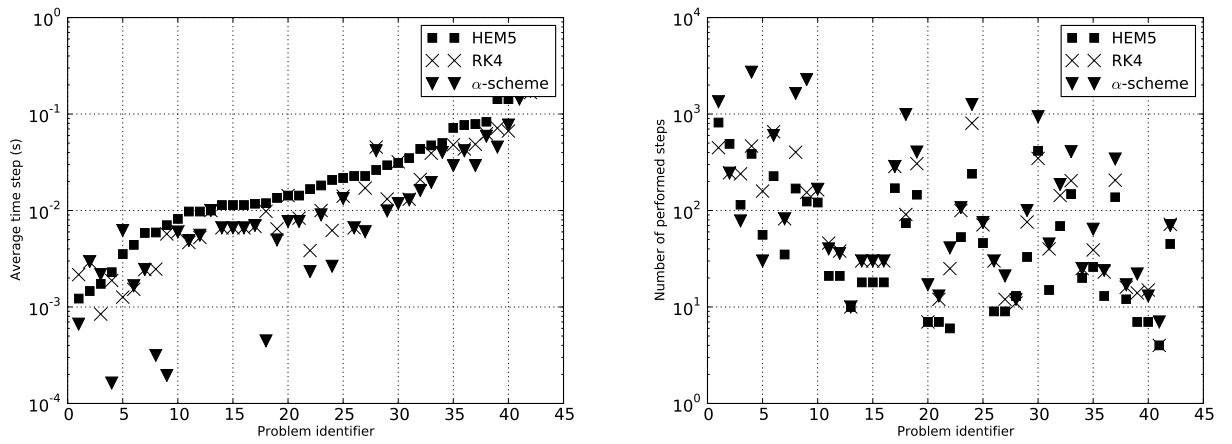 10^0
10^-1
10^-2
10^-3
10^-4
Average time step (s)
0 5 10 15 20 25 30 35 40 45
Problem identifier
HEM5
RK4
α-scheme
10^4
10^3
10^2
10^1
10^0
Number of performed steps
0 5 10 15 20 25 30 35 40 45
Problem identifier
HEM5
RK4
α-scheme